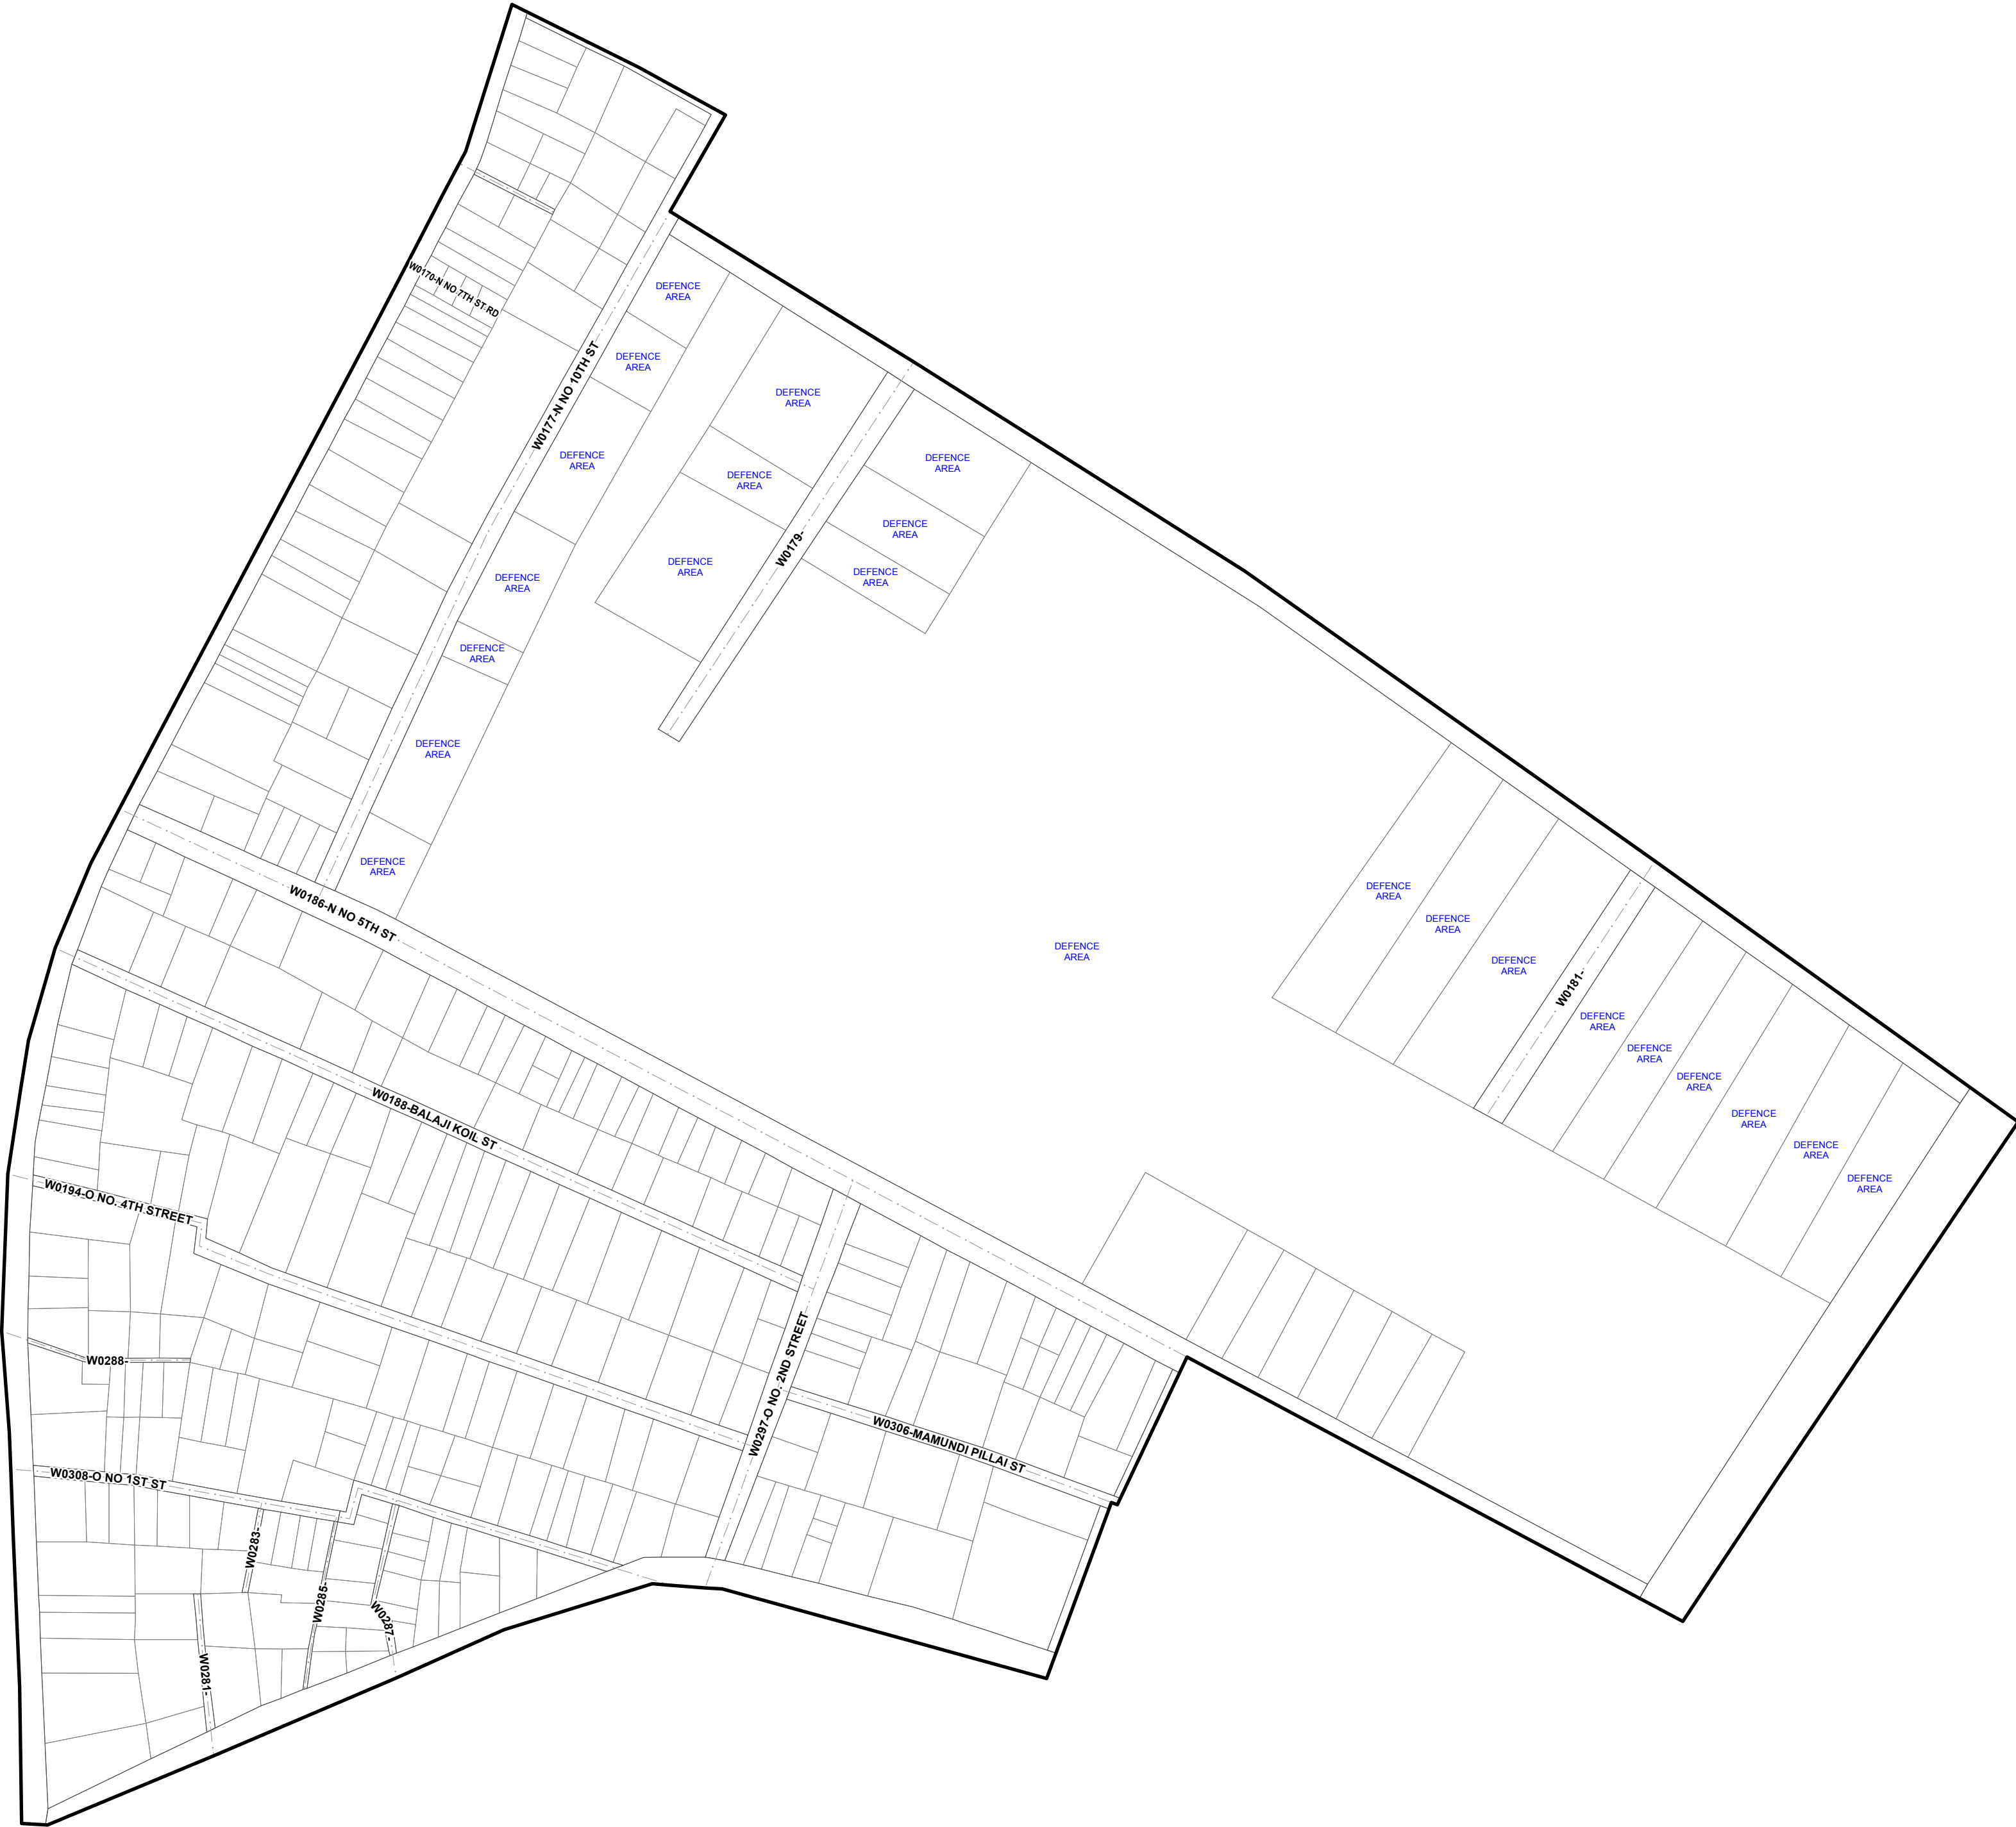 W0170-N NO 7TH ST RD
DEFENCE
AREA
W0177-N NO 10TH ST
DEFENCE
AREA
DEFENCE
AREA
DEFENCE
AREA
DEFENCE
AREA
DEFENCE
AREA
DEFENCE
AREA
W0179-
DEFENCE
AREA
DEFENCE
AREA
DEFENCE
AREA
DEFENCE
AREA
DEFENCE
AREA
DEFENCE
AREA
DEFENCE
AREA
DEFENCE
AREA
W0186-N NO 5TH ST
DEFENCE
AREA
DEFENCE
AREA
DEFENCE
AREA
DEFENCE
AREA
W0181-
DEFENCE
AREA
DEFENCE
AREA
DEFENCE
AREA
DEFENCE
AREA
DEFENCE
AREA
DEFENCE
AREA
W0188-BALAJI KOIL ST
W0194-O NO. 4TH STREET
W0288-
W0297-O NO. 2ND STREET
W0306-MAMUNDI PILLAI ST
W0308-O NO 1ST ST
W0283-
W0285-
W0287-
W0281-